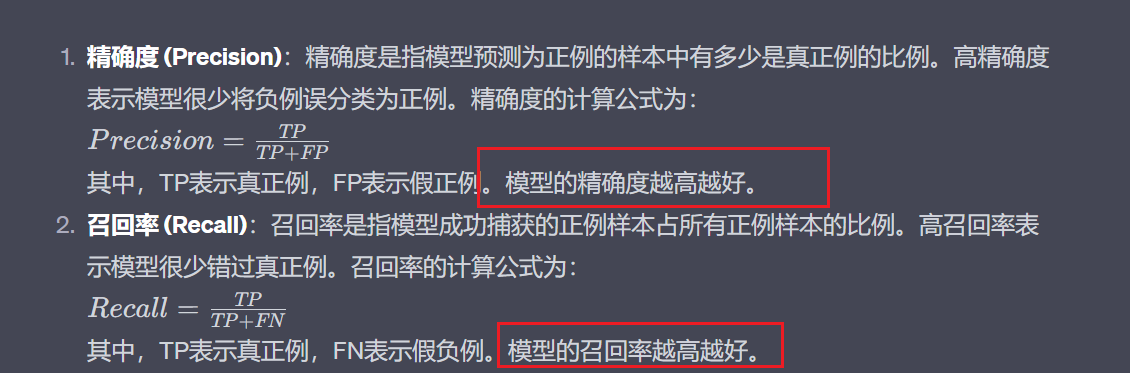 1. 精确度 (Precision)：精确度是指模型预测为正例的样本中有多少是真正例的比例。高精确度
表示模型很少将负例误分类为正例。精确度的计算公式为：
Precision = TP / TP+FP
其中，TP表示真正例，FP表示假正例。模型的精确度越高越好。
2. 召回率 (Recall)：召回率是指模型成功捕获的正例样本占所有正例样本的比例。高召回率表
示模型很少错过真正例。召回率的计算公式为：
Recall = TP / TP+FN
其中，TP表示真正例，FN表示假负例。模型的召回率越高越好。